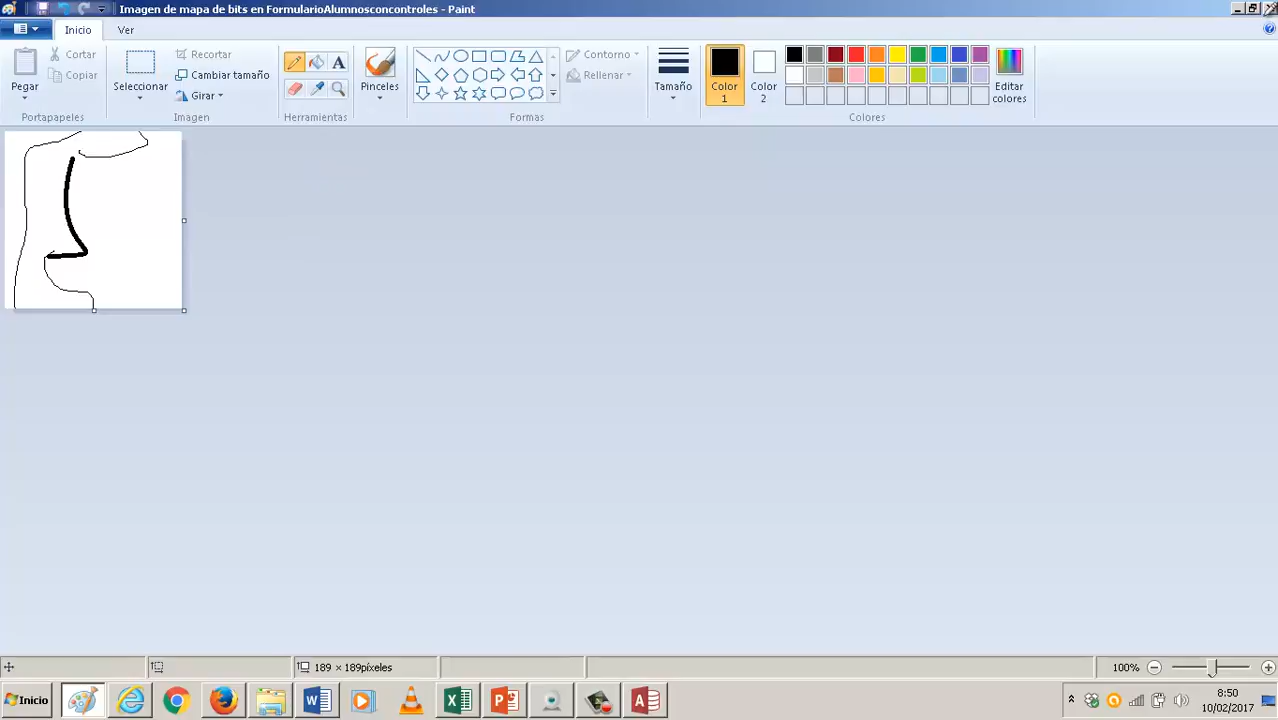 Imagen de mapa de bits en FormularioAlumnosconcontroles - Paint
Inicio Ver
Pegar
Cortar
Copiar
Portapapeles
Seleccionar
Recortar
Cambiar tamaño
Girar
Imagen
A
Herramientas
Pinceles
Formas
Contorno
Rellenar
Tamaño
Color
1
Color
2
Colores
Editar
colores
189 × 189píxeles
100%
Inicio
8:50
10/02/2017